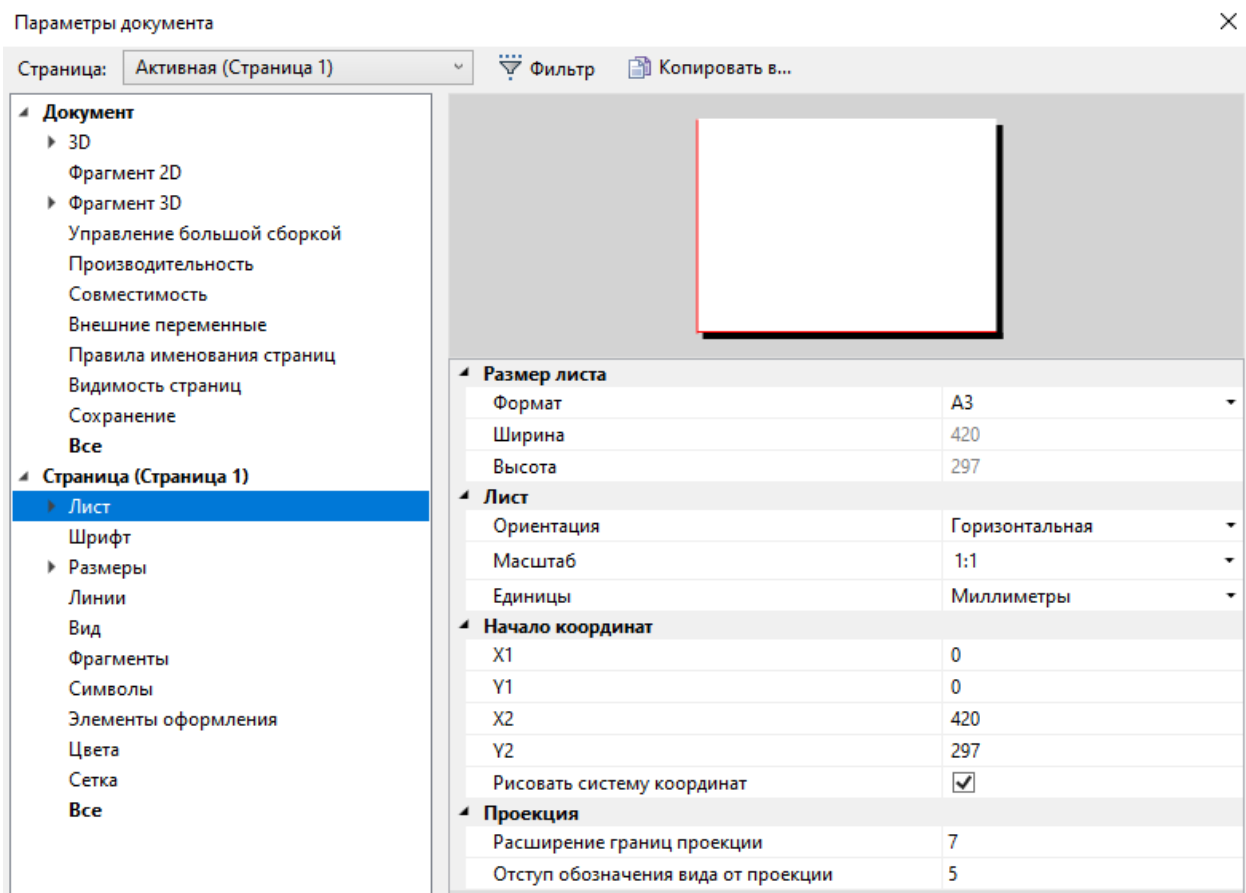 Параметры документа
Страница: Активная (Страница 1) Фильтр Копировать в...
Документ
3D
Фрагмент 2D
Фрагмент 3D
Управление большой сборкой
Производительность
Совместимость
Внешние переменные
Правила именования страниц
Видимость страниц
Сохранение
Все
Страница (Страница 1)
Лист
Шрифт
Размеры
Линии
Вид
Фрагменты
Символы
Элементы оформления
Цвета
Сетка
Все
Размер листа
Формат A3
Ширина 420
Высота 297
Лист
Ориентация Горизонтальная
Масштаб 1:1
Единицы Миллиметры
Начало координат
X1 0
Y1 0
X2 420
Y2 297
Рисовать систему координат
Проекция
Расширение границ проекции 7
Отступ обозначения вида от проекции 5